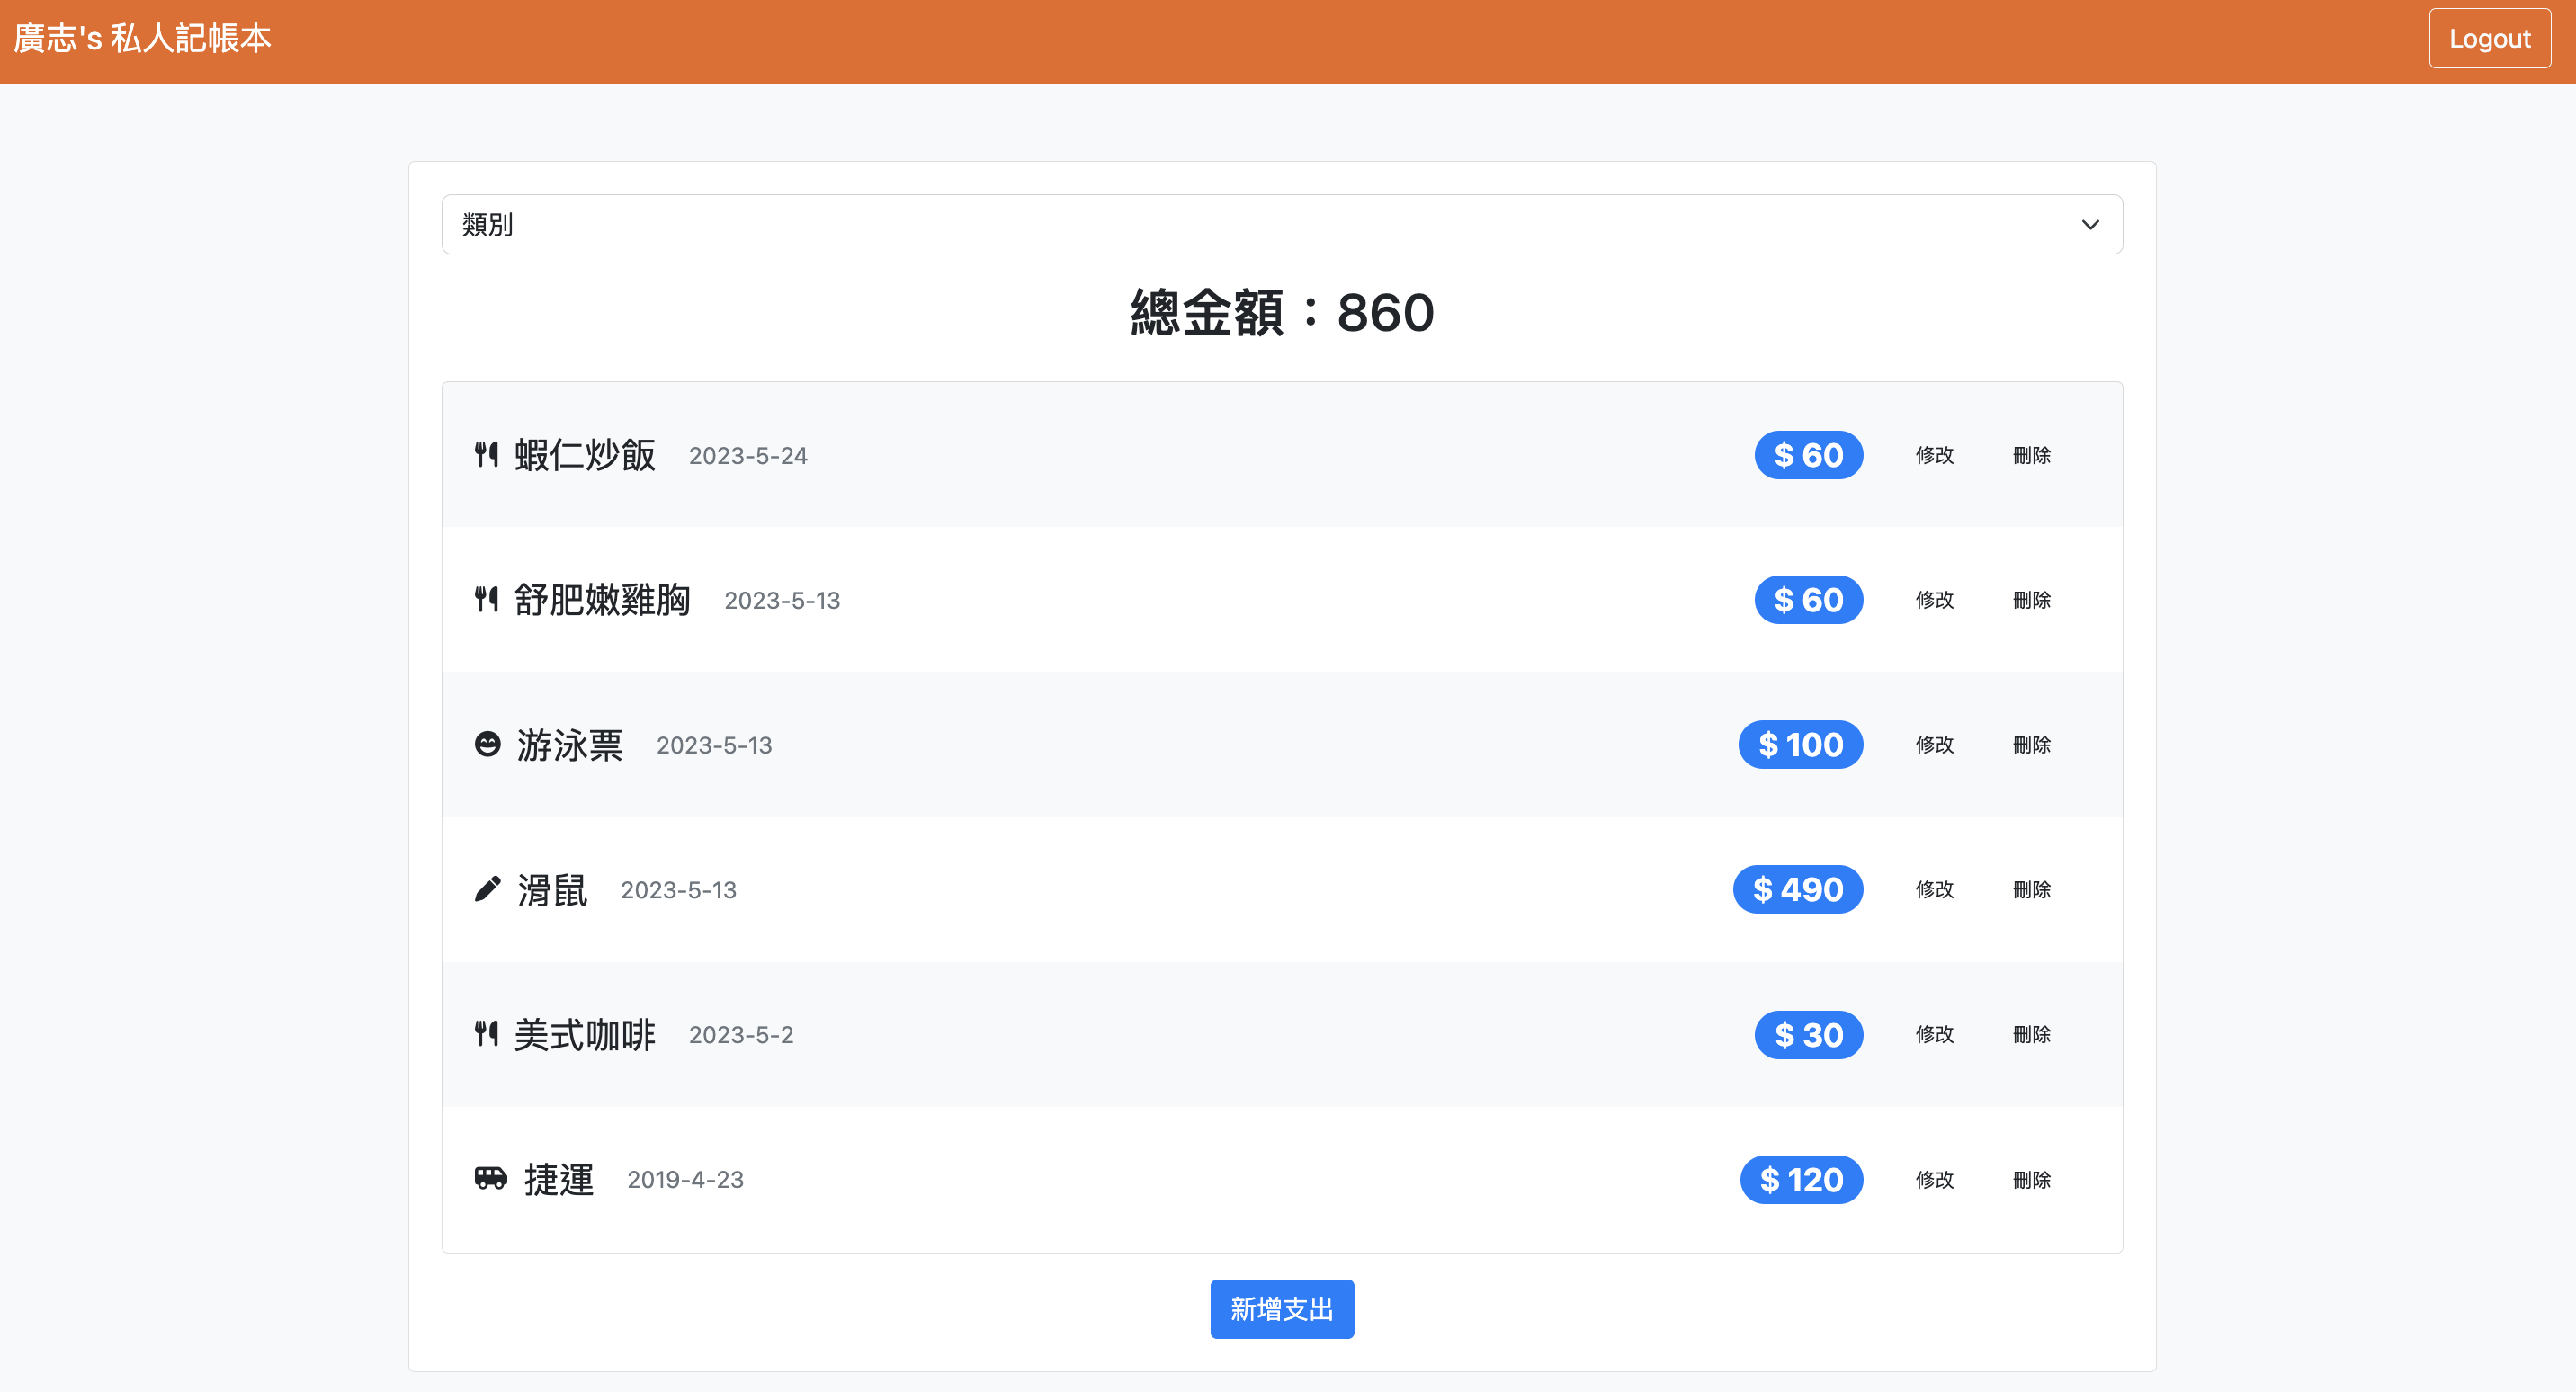 廣志's 私人記帳本 Logout
類別
總金額：860
蝦仁炒飯 2023-5-24 $ 60 修改 刪除
舒肥嫩雞胸 2023-5-13 $ 60 修改 刪除
游泳票 2023-5-13 $ 100 修改 刪除
滑鼠 2023-5-13 $ 490 修改 刪除
美式咖啡 2023-5-2 $ 30 修改 刪除
捷運 2019-4-23 $ 120 修改 刪除
新增支出